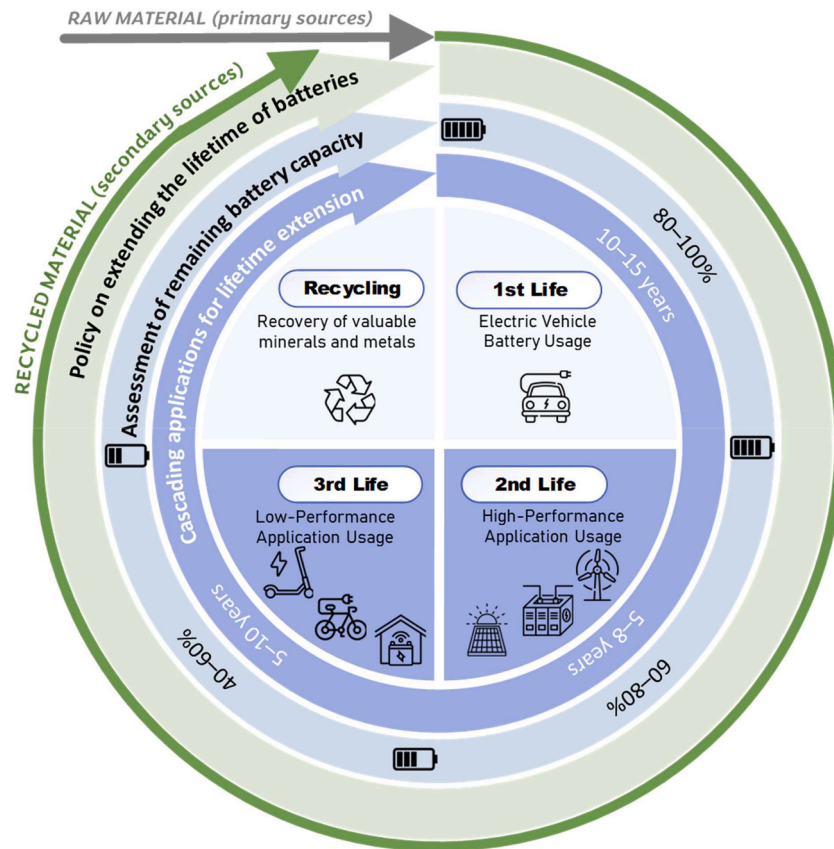 RAW MATERIAL (primary sources)
RECYCLED MATERIAL (secondary sources)
Policy on extending the lifetime of batteries
Assessment of remaining battery capacity
Cascading applications for lifetime extension
80–100%
10–15 years
Recycling
Recovery of valuable
minerals and metals
1st Life
Electric Vehicle
Battery Usage
3rd Life
Low-Performance
Application Usage
2nd Life
High-Performance
Application Usage
5–10 years
40–60%
5–8 years
60–80%